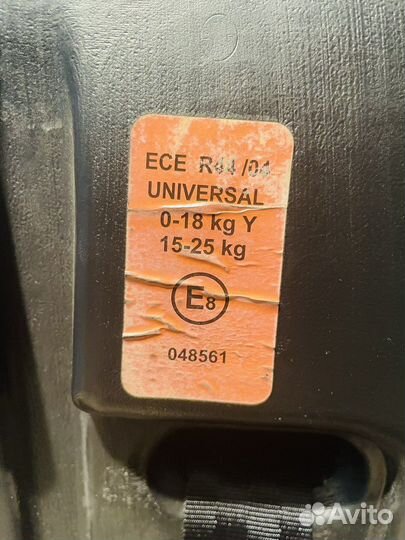 ECE R44/04
UNIVERSAL
0-18 kg Y
15-25 kg
E8
048561
Avito